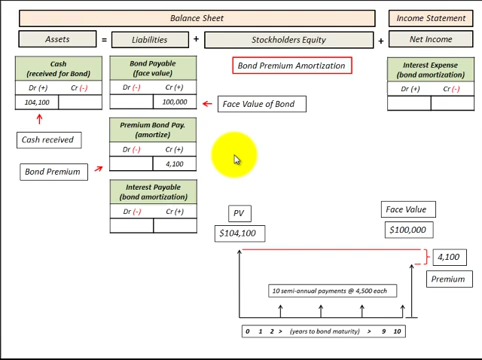 Balance Sheet
Income Statement
Assets = Liabilities + Stockholders Equity + Net Income
Cash
(received for Bond)
Dr (+) Cr (-)
104,100
Bond Payable
(face value)
Dr (-) Cr (+)
100,000
Bond Premium Amortization
Interest Expense
(bond amortization)
Dr (+) Cr (-)
Face Value of Bond
Cash received
Premium Bond Pay.
(amortize)
Dr (-) Cr (+)
4,100
Bond Premium
Interest Payable
(bond amortization)
Dr (-) Cr (+)
PV
$104,100
Face Value
$100,000
4,100
Premium
10 semi-annual payments @ 4,500 each
0 1 2 > (years to bond maturity) > 9 10